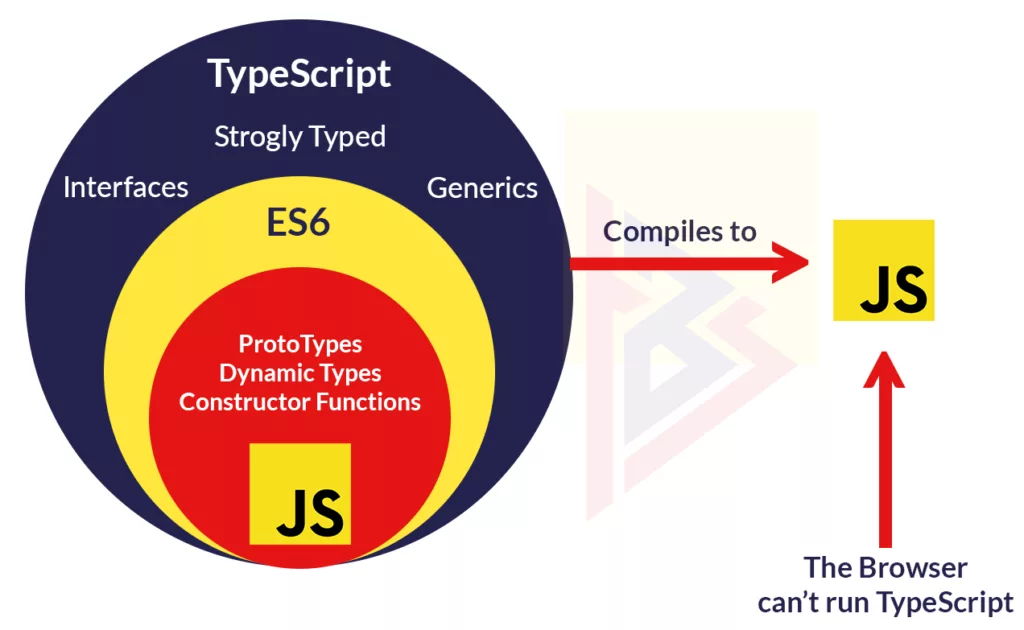 TypeScript
Strogly Typed
Interfaces
Generics
ES6
ProtoTypes
Dynamic Types
Constructor Functions
JS
Compiles to
JS
The Browser
can't run TypeScript